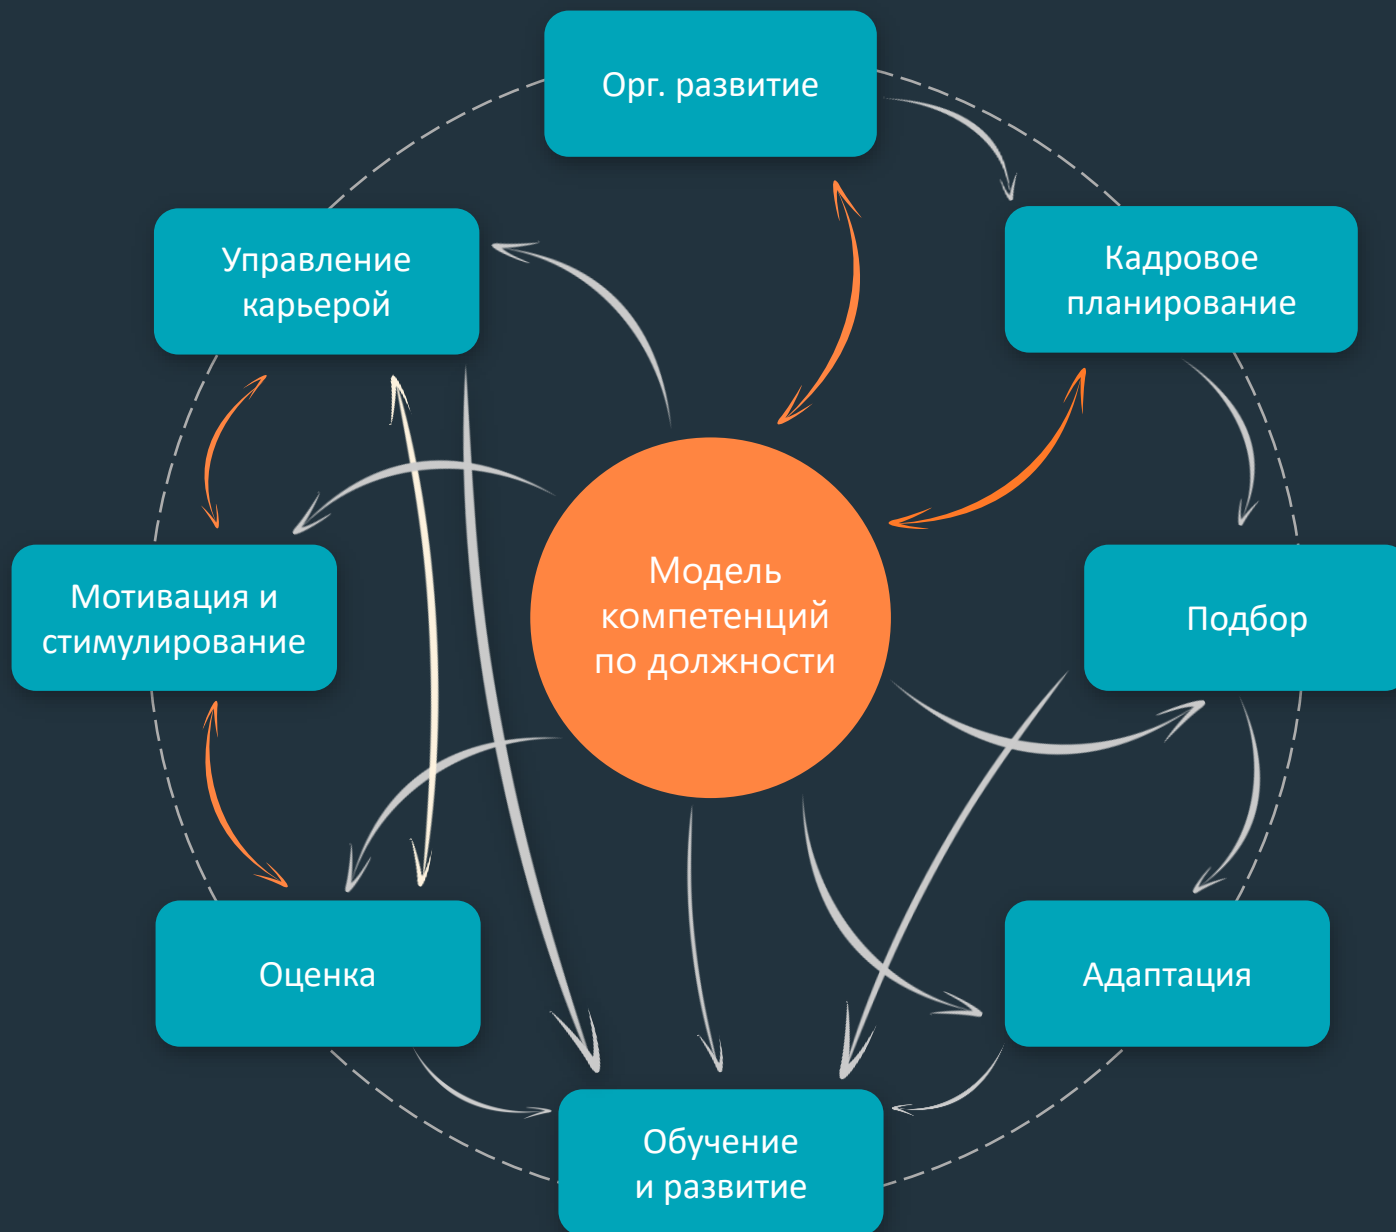 Орг. развитие
Управление
карьерой
Кадровое
планирование
Мотивация и
стимулирование
Модель
компетенций
по должности
Подбор
Оценка
Адаптация
Обучение
и развитие